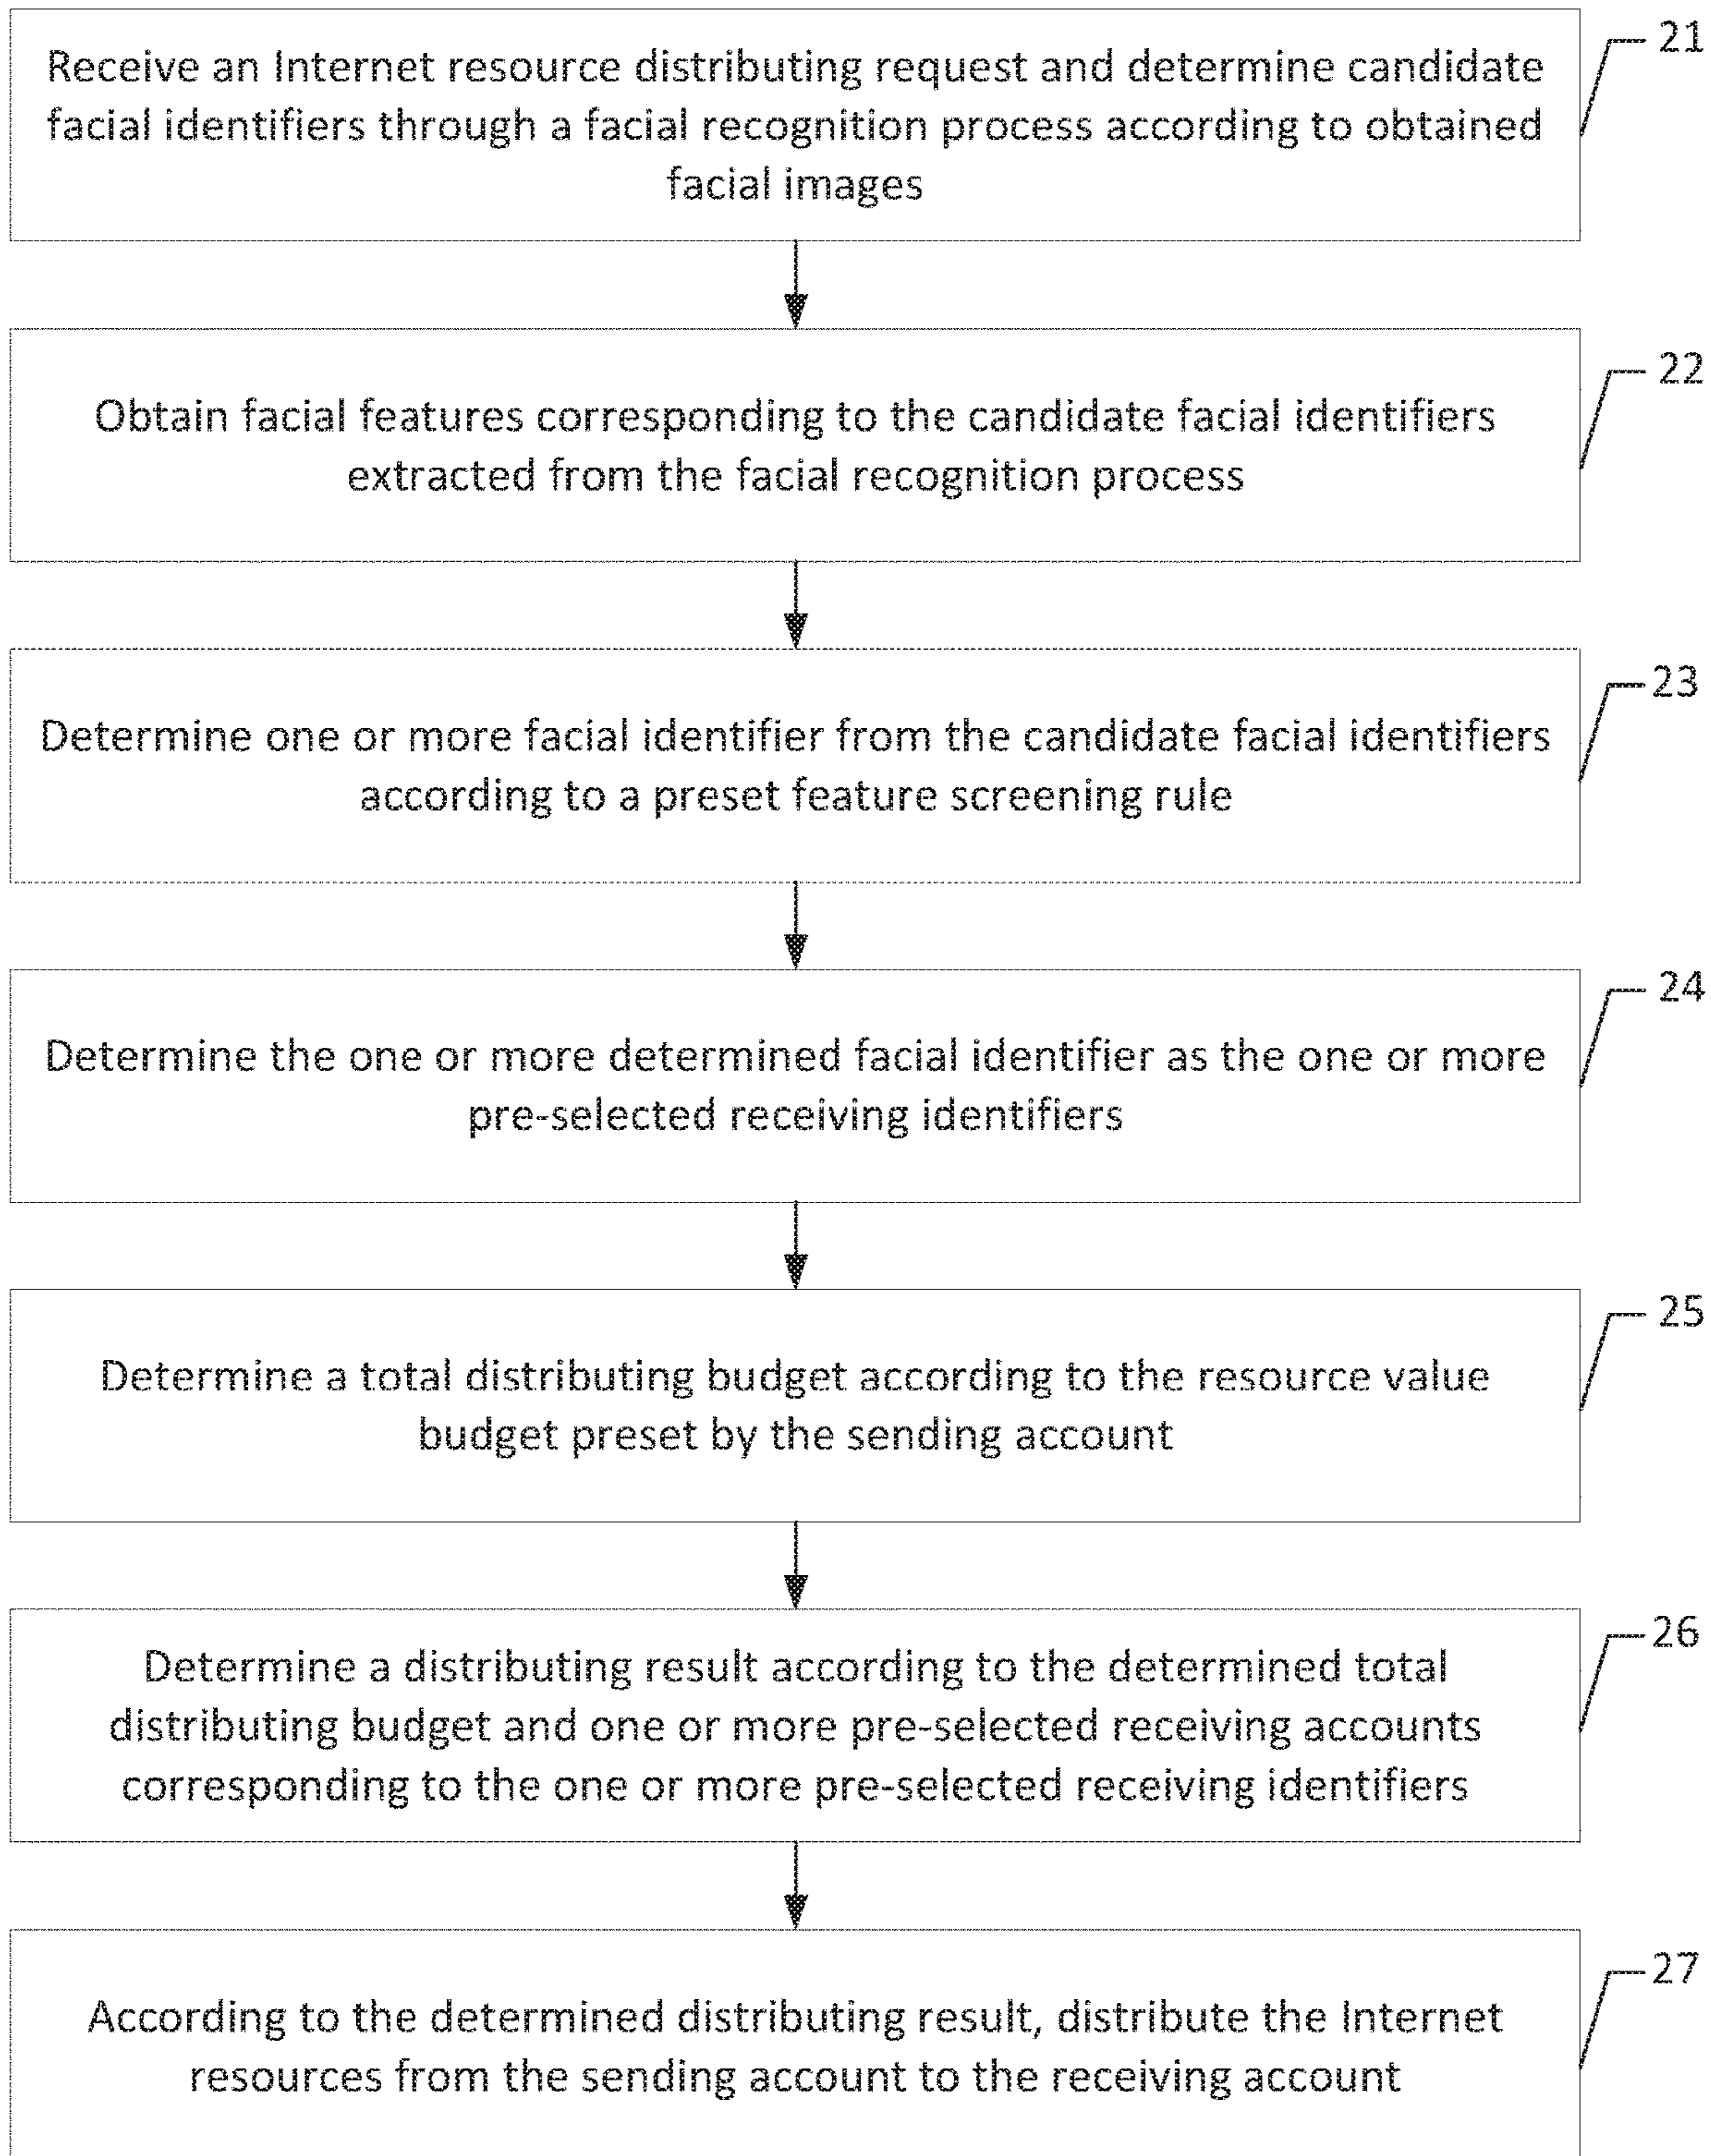 21
Receive an Internet resource distributing request and determine candidate
facial identifiers through a facial recognition process according to obtained
facial images
22
Obtain facial features corresponding to the candidate facial identifiers
extracted from the facial recognition process
23
Determine one or more facial identifier from the candidate facial identifiers
according to a preset feature screening rule
24
Determine the one or more determined facial identifier as the one or more
pre-selected receiving identifiers
25
Determine a total distributing budget according to the resource value
budget preset by the sending account
26
Determine a distributing result according to the determined total
distributing budget and one or more pre-selected receiving accounts
corresponding to the one or more pre-selected receiving identifiers
27
According to the determined distributing result, distribute the Internet
resources from the sending account to the receiving account